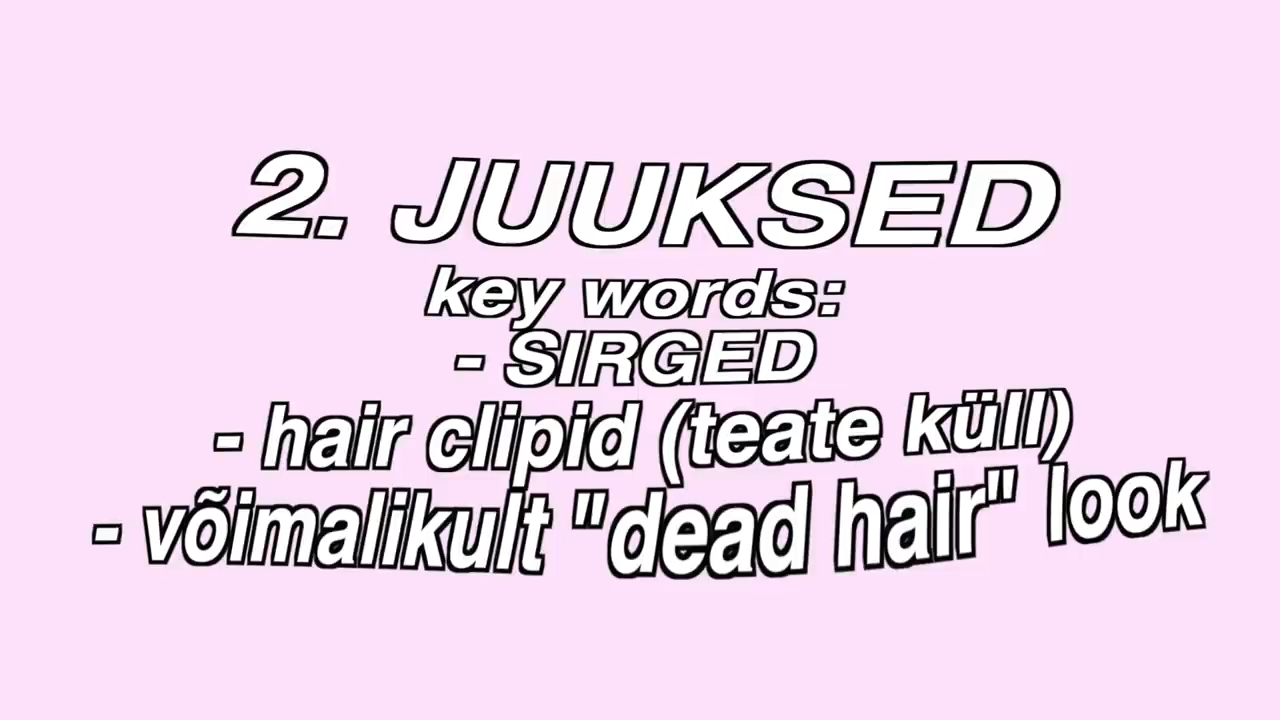 2. JUUKSED
key words:
- SIRGED
- hair clipid (teate küll)
- võimalikult "dead hair" look